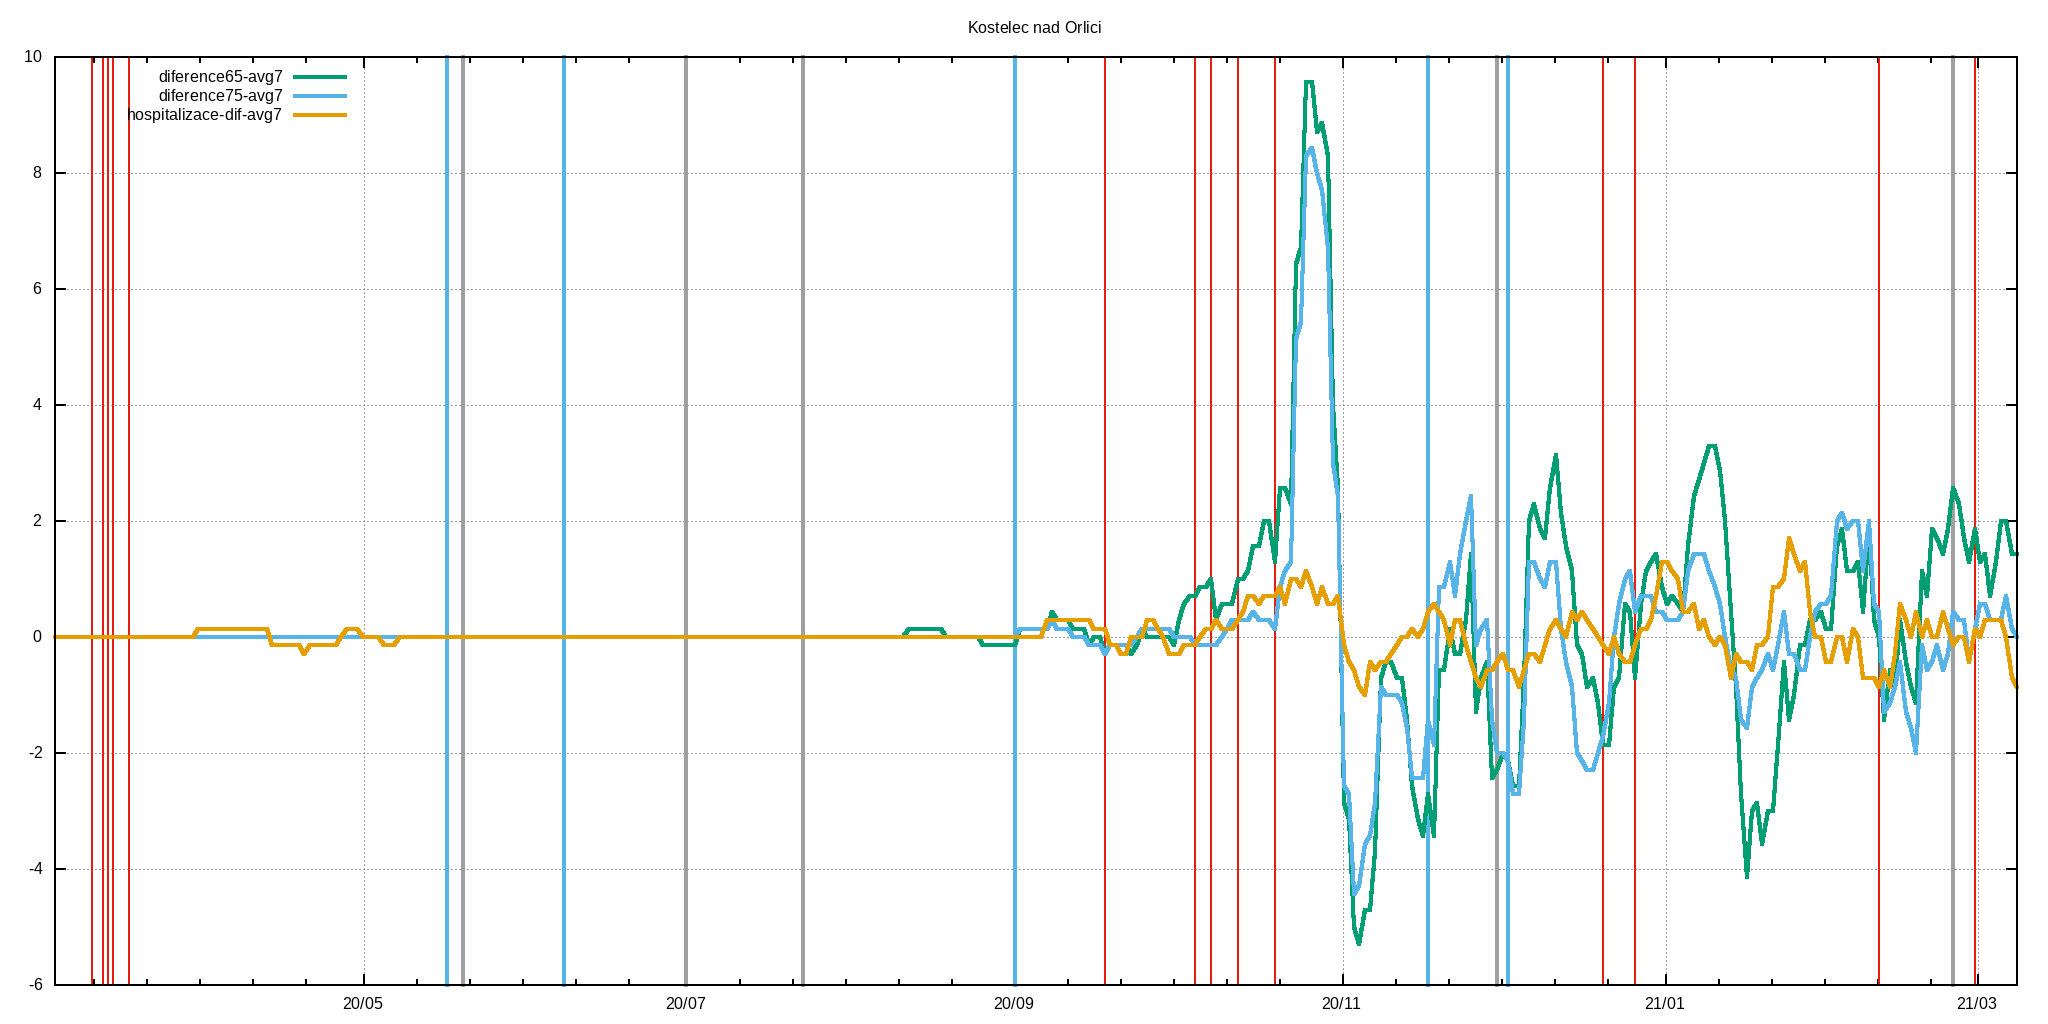 Kostelec nad Orlici
10
diference65-avg7
diference75-avg7
hospitalizace-dif-avg7
8
6
4
2
0
-2
-4
-6
20/05 20/07 20/09 20/11 21/01 21/03